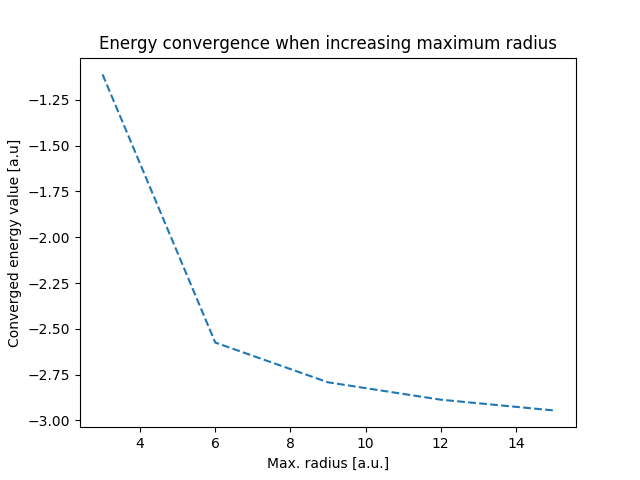 Energy convergence when increasing maximum radius
Converged energy value [a.u]
−1.25
−1.50
−1.75
−2.00
−2.25
−2.50
−2.75
−3.00
4 6 8 10 12 14
Max. radius [a.u.]